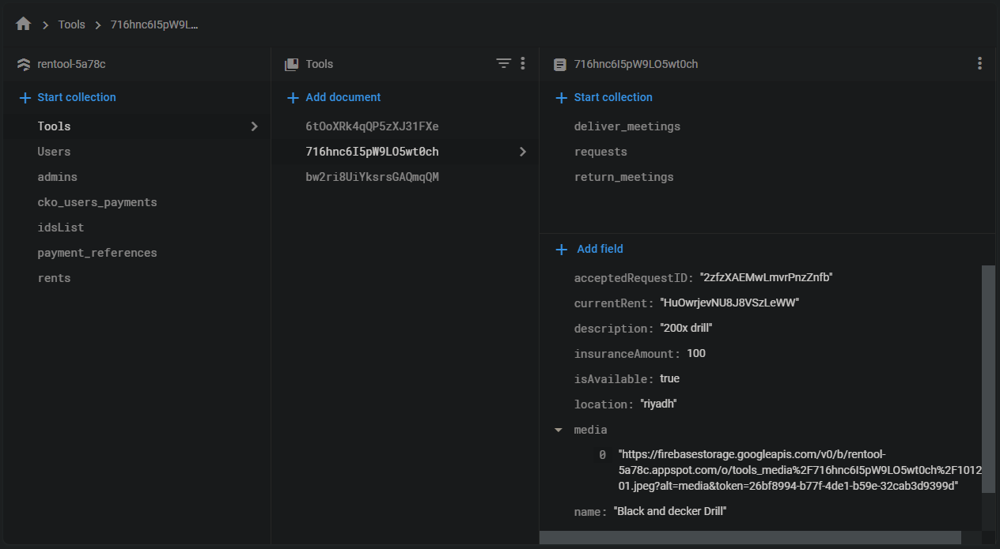 Tools
716hnc6I5pW9L...
rentool-5a78c
Start collection
Tools
Users
admins
cko_users_payments
idsList
payment_references
rents
Tools
Add document
6tOoXRk4qQP5zXJ31FXe
716hnc6I5pW9LO5wt0ch
bw2ri8UiYksrsGAQmqQM
716hnc6I5pW9LO5wt0ch
Start collection
deliver_meetings
requests
return_meetings
Add field
acceptedRequestID: "2zfzXAEMwLmvrPnzZnfb"
currentRent: "HuOwrjevNU8J8VSzLeWW"
description: "200x drill"
insuranceAmount: 100
isAvailable: true
location: "riyadh"
media
0 "https://firebasestorage.googleapis.com/v0/b/rentool-
5a78c.appspot.com/o/tools_media%2F716hnc6I5pW9LO5wt0ch%2F1012
01.jpeg?alt=media&token=26bf8994-b77f-4de1-b59e-32cab3d9399d"
name: "Black and decker Drill"